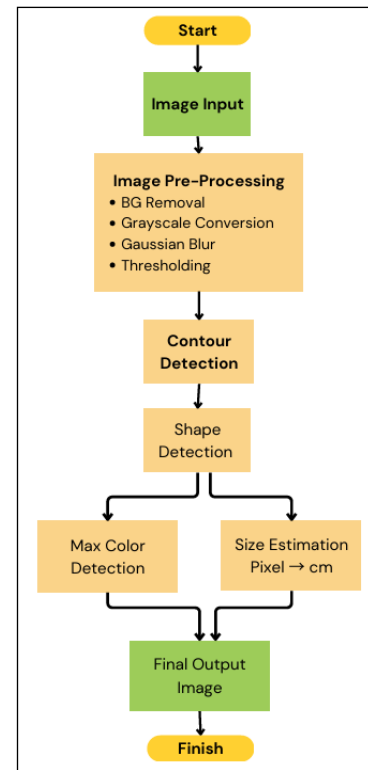 Start
Image Input
Image Pre-Processing
• BG Removal
• Grayscale Conversion
• Gaussian Blur
• Thresholding
Contour
Detection
Shape
Detection
Max Color
Detection
Size Estimation
Pixel → cm
Final Output
Image
Finish